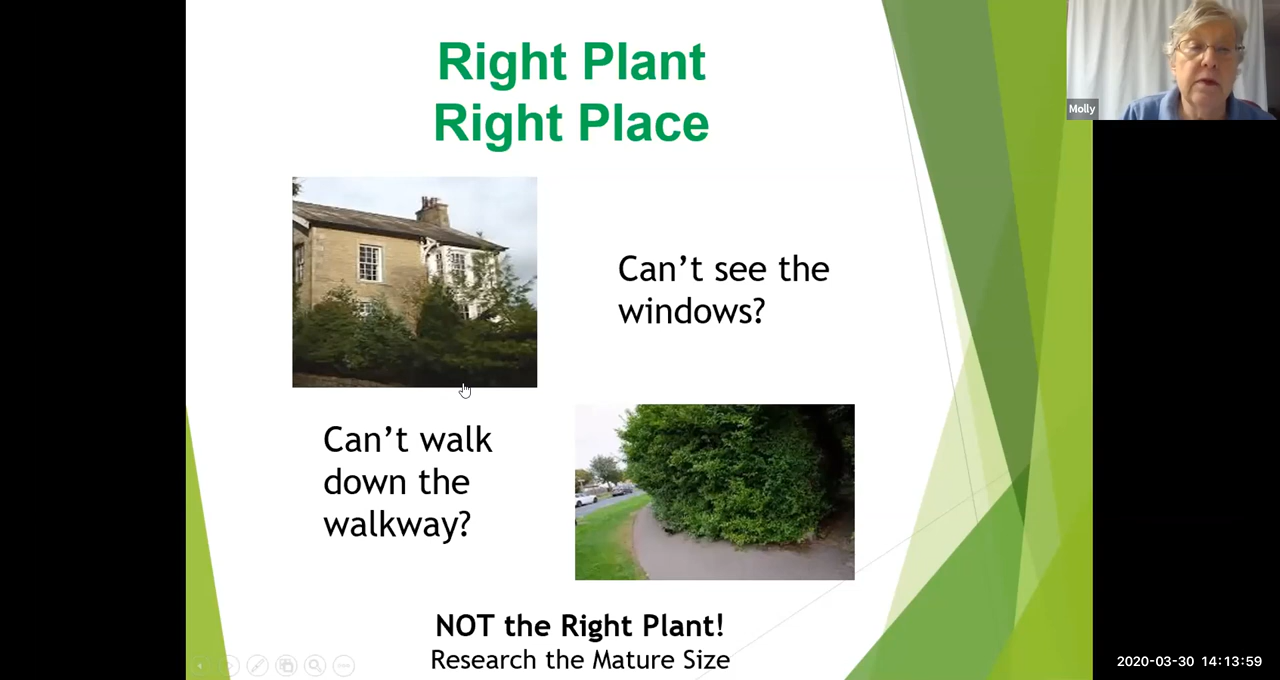 Right Plant
Right Place
Can’t see the
windows?
Can’t walk
down the
walkway?
NOT the Right Plant!
Research the Mature Size
Molly
2020-03-30 14:13:59